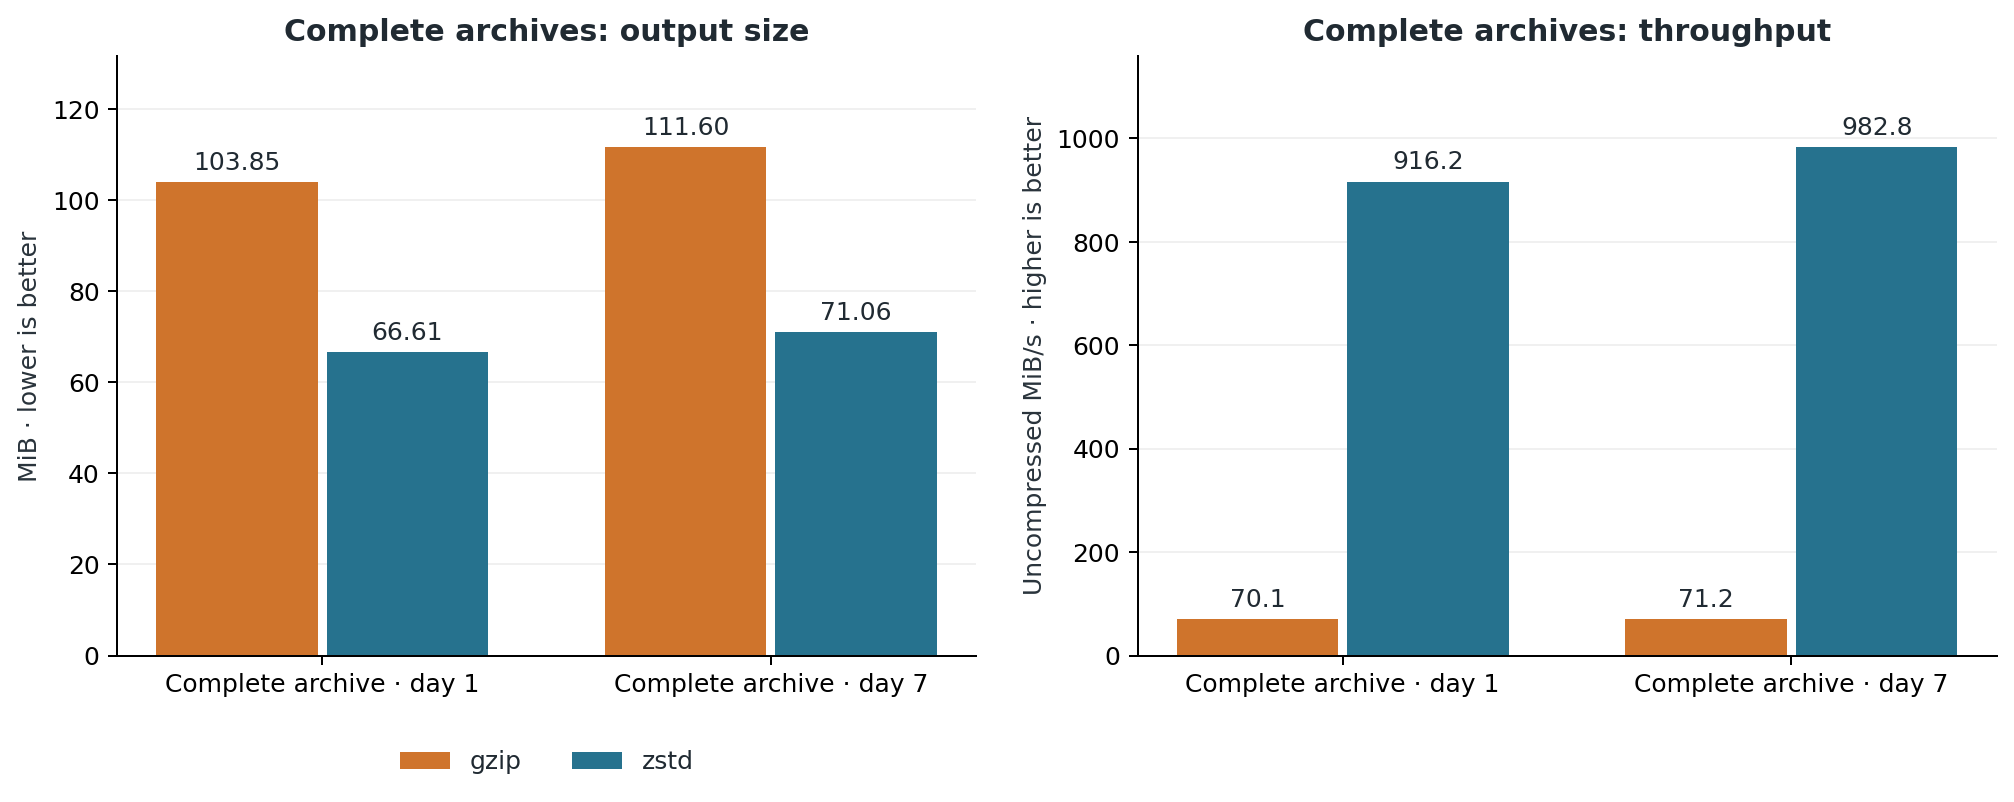 Complete archives: output size
MiB · lower is better
120
100
80
60
40
20
0
103.85
66.61
111.60
71.06
Complete archive · day 1
Complete archive · day 7
gzip
zstd
Complete archives: throughput
Uncompressed MiB/s · higher is better
1000
800
600
400
200
0
70.1
916.2
71.2
982.8
Complete archive · day 1
Complete archive · day 7